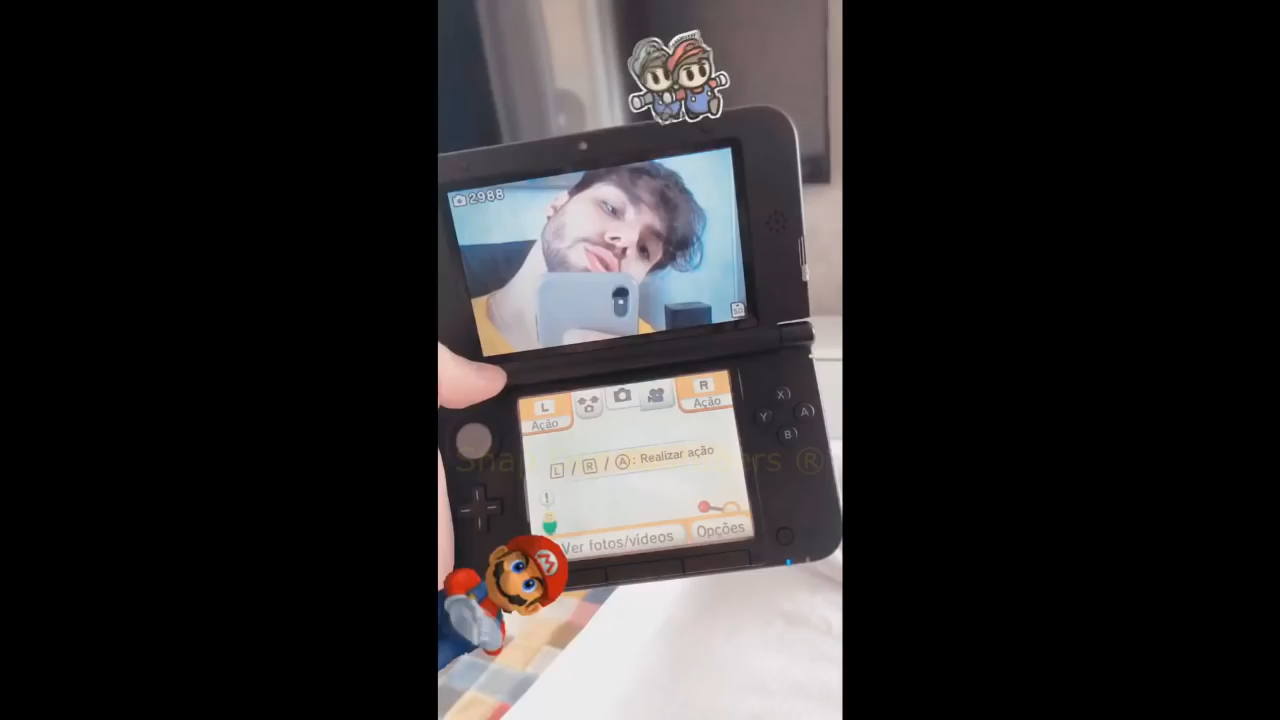 2988
L
R
Ação
Ação
L / R / A: Realizar ação
!
Ver fotos/vídeos
Opções
X
Y
A
B
M